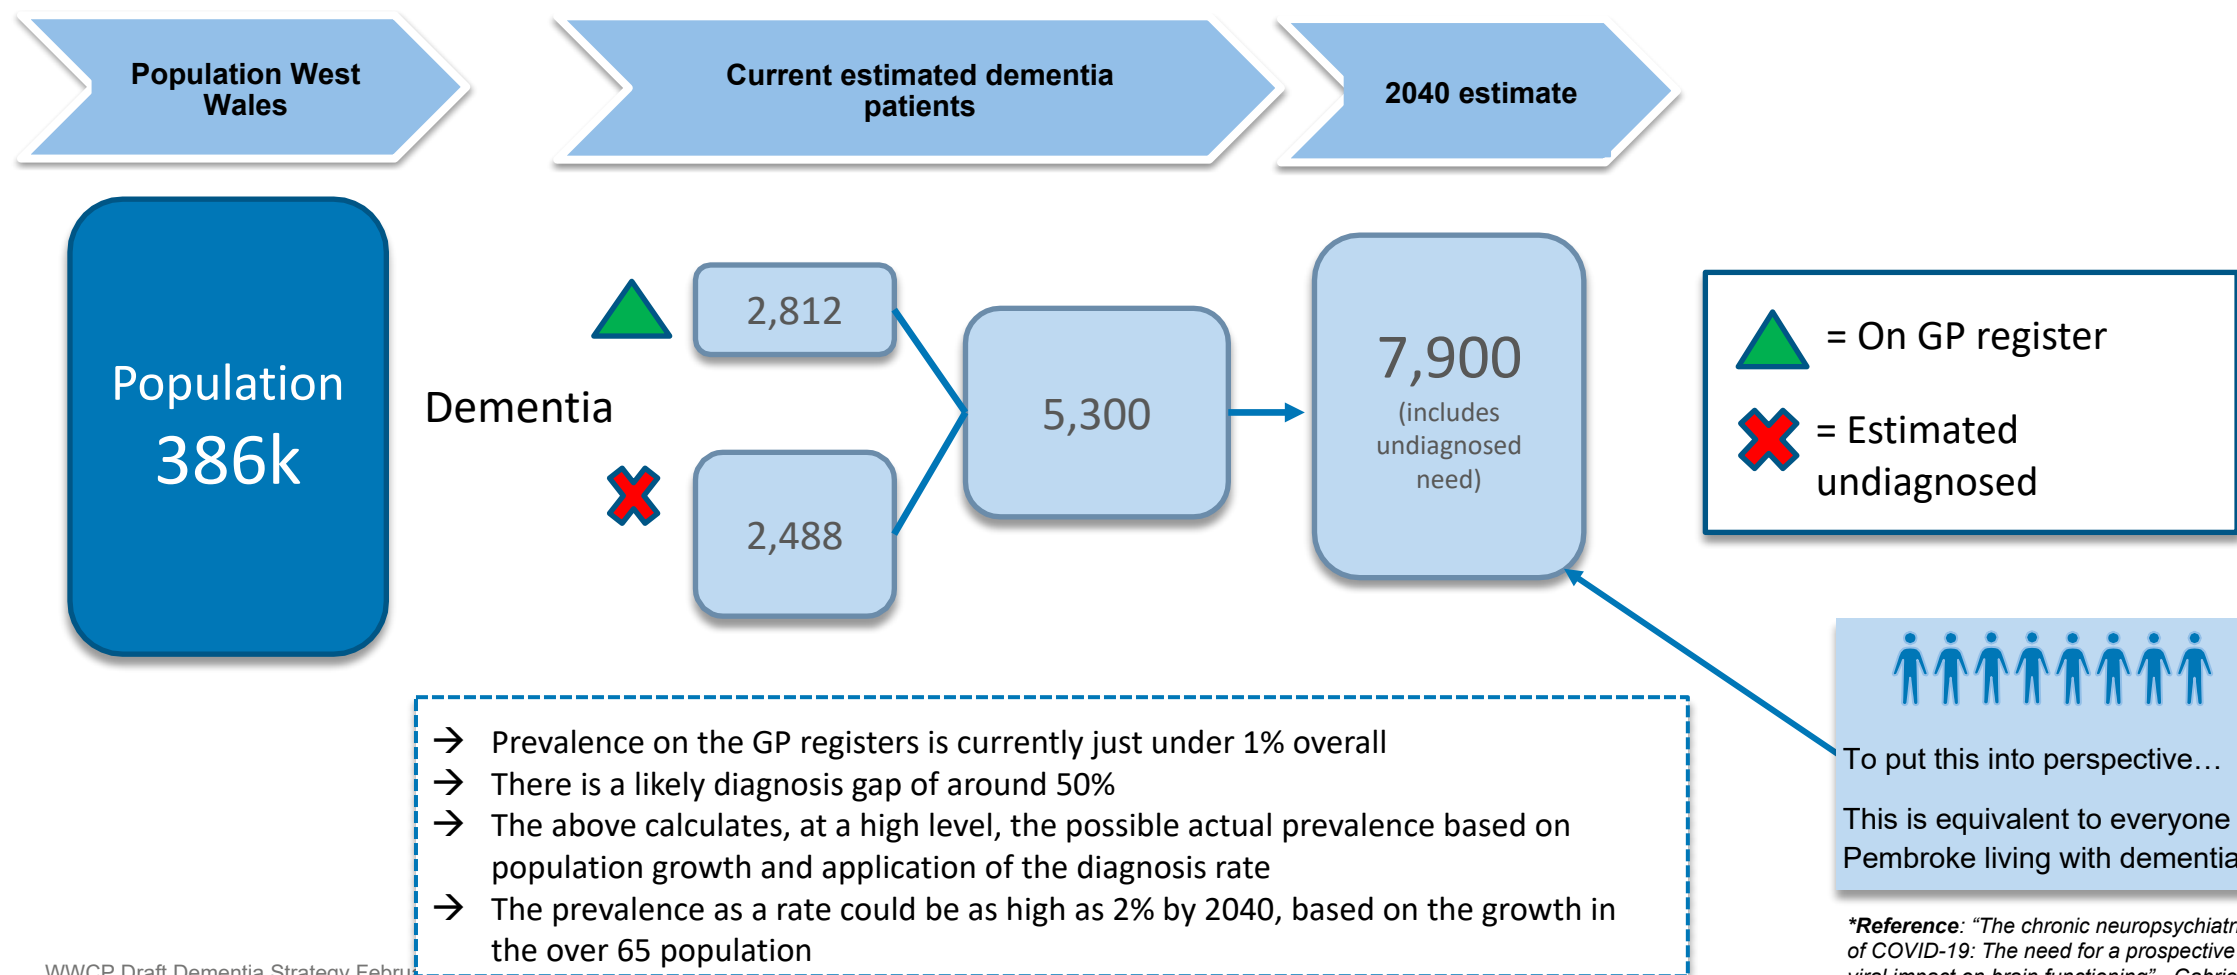 Population West
Wales
Current estimated dementia
patients
2040 estimate
Population
386k
Dementia
2,812
2,488
5,300
7,900
(includes
undiagnosed
need)
= On GP register
= Estimated
undiagnosed
To put this into perspective…
This is equivalent to everyone
Pembroke living with dementia
→ Prevalence on the GP registers is currently just under 1% overall
→ There is a likely diagnosis gap of around 50%
→ The above calculates, at a high level, the possible actual prevalence based on
population growth and application of the diagnosis rate
→ The prevalence as a rate could be as high as 2% by 2040, based on the growth in
the over 65 population
*Reference: “The chronic neuropsychiatr
of COVID-19: The need for a prospective
viral impact on brain functioning”
WWCP Draft Dementia Strategy